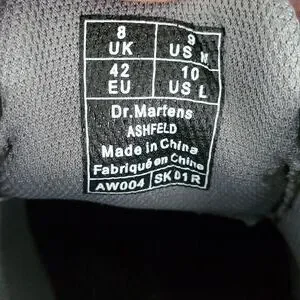 8 9
UK US M
42 10
EU US L
Dr.Martens
ASHFELD
Made in China
Fabriqué en Chine
AW004 SK01R